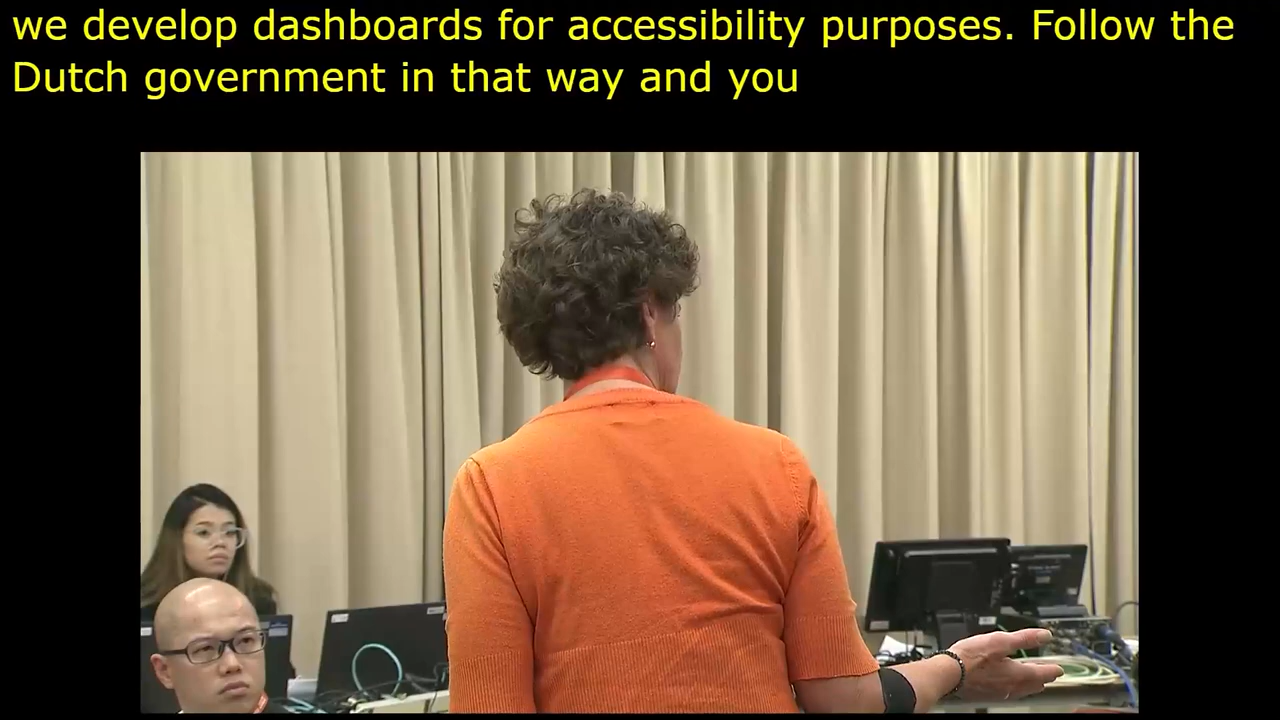 we develop dashboards for accessibility purposes. Follow the
Dutch government in that way and you